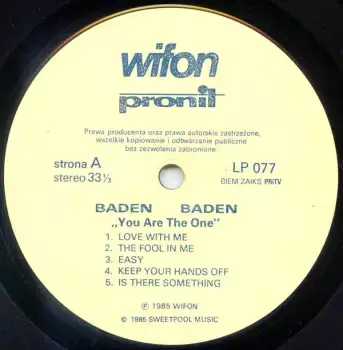 wifon
pronit
Prawa producenta oraz prawa autorskie zastrzeżone,
wszelkie kopiowanie i odtwarzanie publiczne
bez zezwolenia zabronione
strona A LP 077
stereo 33⅓ BIEM ZAIKS PRiTV
BADEN BADEN
„You Are The One"
1. LOVE WITH ME
2. THE FOOL IN ME
3. EASY
4. KEEP YOUR HANDS OFF
5. IS THERE SOMETHING
℗ 1985 WIFON
© 1985 SWEETPOOL MUSIC